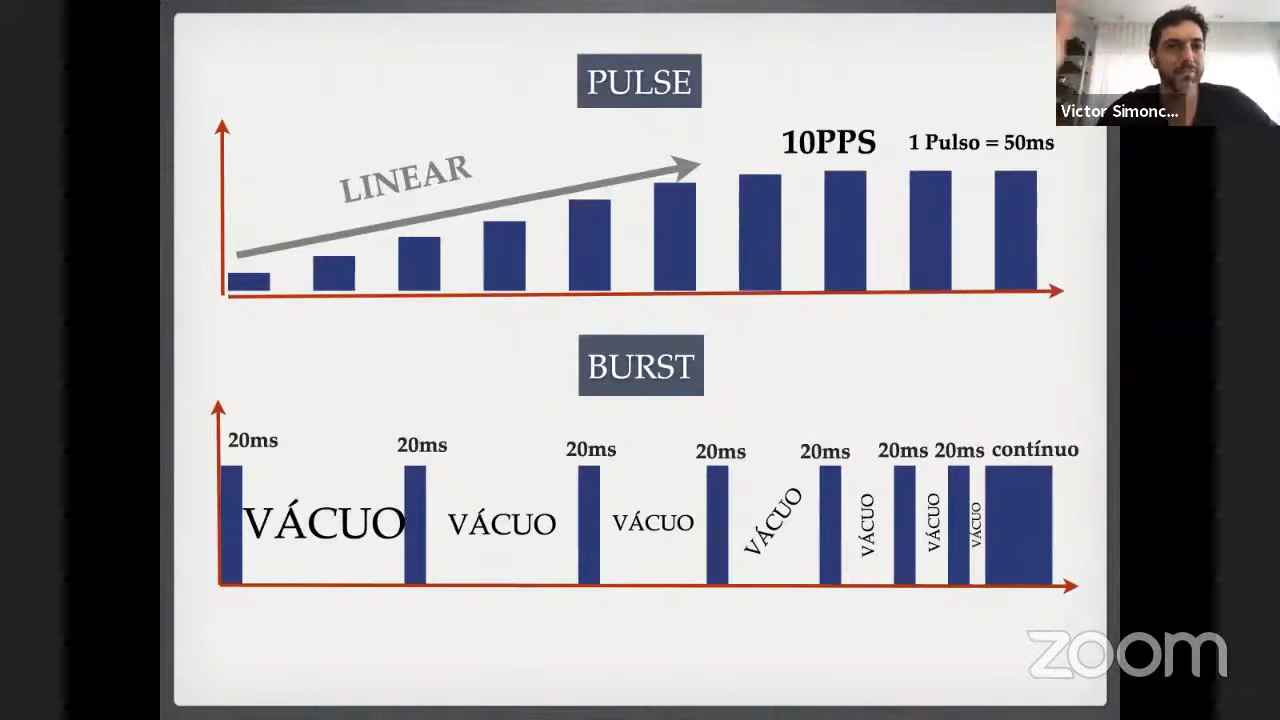 PULSE
Victor Simonc...
LINEAR
10PPS
1 Pulso = 50ms
BURST
20ms
20ms
20ms
20ms
20ms
20ms
20ms
contínuo
VÁCUO
VÁCUO
VÁCUO
VÁCUO
VÁCUO
VÁCUO
VÁCUO
zoom